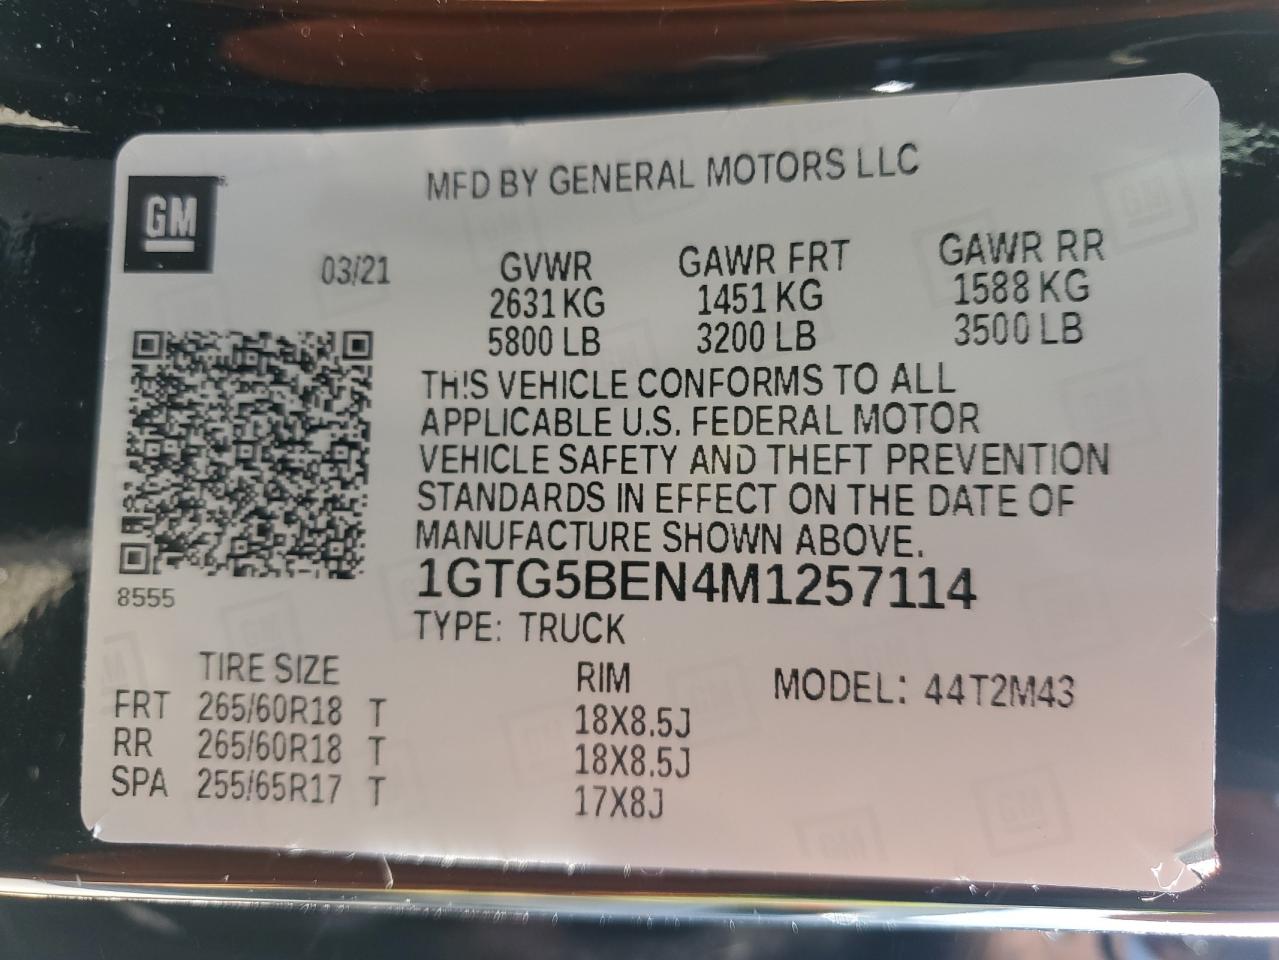 MFD BY GENERAL MOTORS LLC
GM
03/21 GVWR GAWR FRT GAWR RR
2631 KG 1451 KG 1588 KG
5800 LB 3200 LB 3500 LB
THIS VEHICLE CONFORMS TO ALL
APPLICABLE U.S. FEDERAL MOTOR
VEHICLE SAFETY AND THEFT PREVENTION
STANDARDS IN EFFECT ON THE DATE OF
MANUFACTURE SHOWN ABOVE.
8555 1GTG5BEN4M1257114
TYPE: TRUCK
TIRE SIZE RIM MODEL: 44T2M43
FRT 265/60R18 T 18X8.5J
RR 265/60R18 T 18X8.5J
SPA 255/65R17 T 17X8J